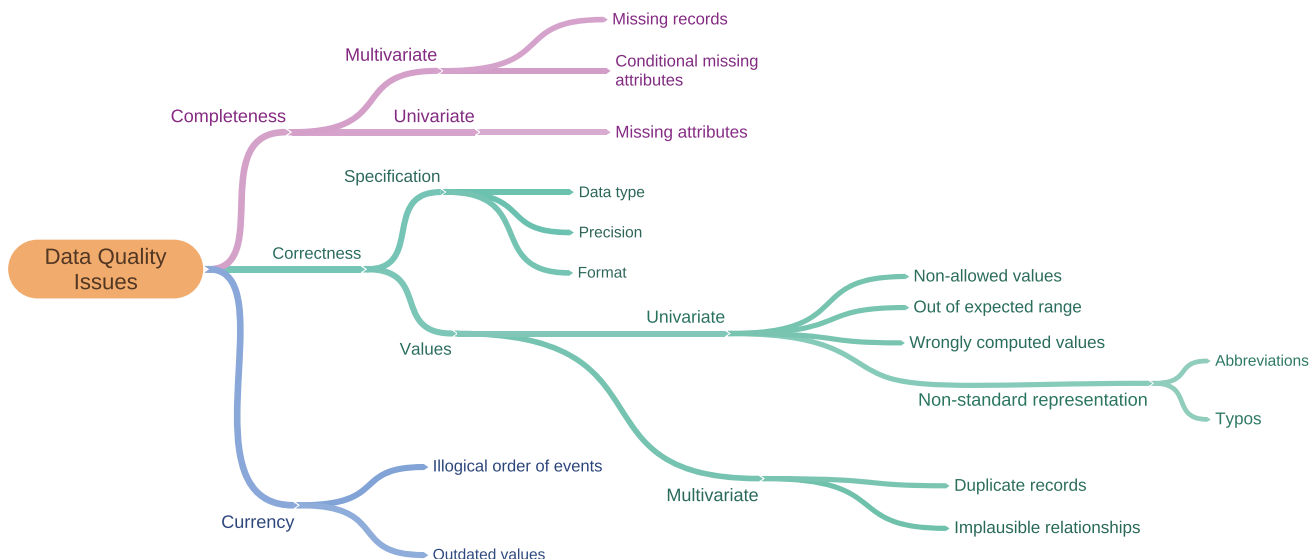 Missing records
Multivariate
Conditional missing
attributes
Completeness
Univariate
Missing attributes
Specification
Data type
Precision
Correctness
Format
Data Quality
Issues
Non-allowed values
Out of expected range
Univariate
Wrongly computed values
Values
Abbreviations
Non-standard representation
Typos
Illogical order of events
Duplicate records
Multivariate
Currency
Implausible relationships
Outdated values